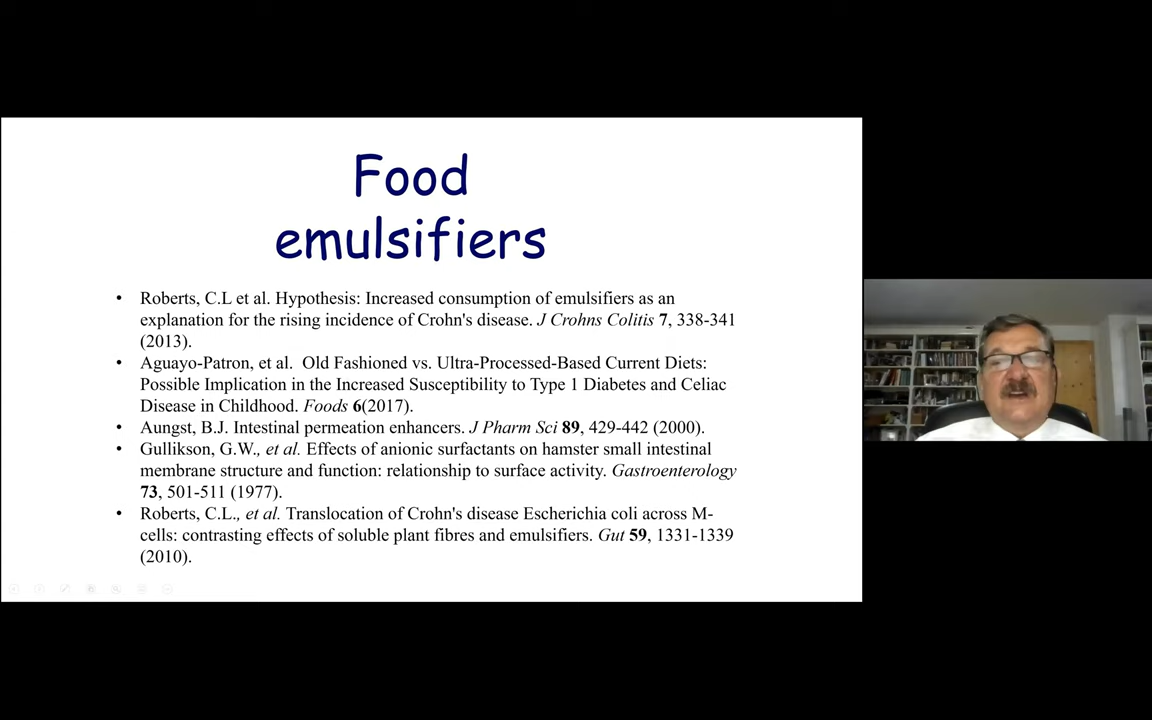 Food
emulsifiers
• Roberts, C.L et al. Hypothesis: Increased consumption of emulsifiers as an
explanation for the rising incidence of Crohn's disease. J Crohns Colitis 7, 338-341
(2013).
• Aguayo-Patron, et al.  Old Fashioned vs. Ultra-Processed-Based Current Diets:
Possible Implication in the Increased Susceptibility to Type 1 Diabetes and Celiac
Disease in Childhood. Foods 6(2017).
• Aungst, B.J. Intestinal permeation enhancers. J Pharm Sci 89, 429-442 (2000).
• Gullikson, G.W., et al. Effects of anionic surfactants on hamster small intestinal
membrane structure and function: relationship to surface activity. Gastroenterology
73, 501-511 (1977).
• Roberts, C.L., et al. Translocation of Crohn's disease Escherichia coli across M-
cells: contrasting effects of soluble plant fibres and emulsifiers. Gut 59, 1331-1339
(2010).